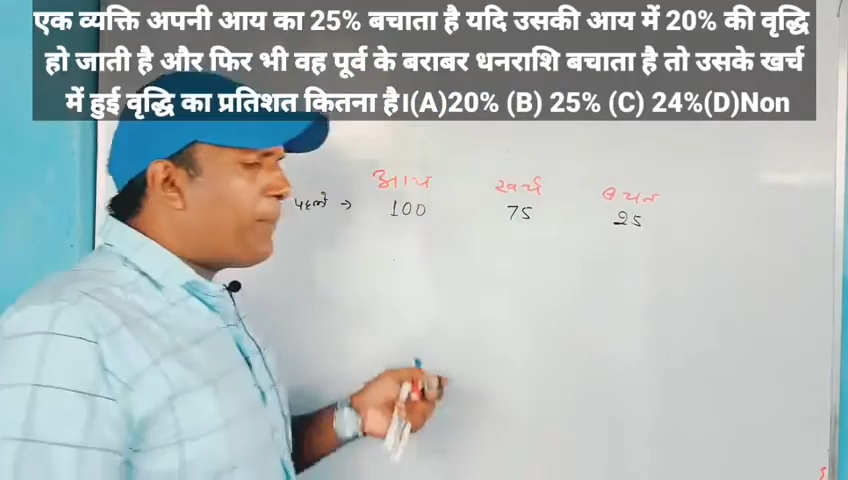 एक व्यक्ति अपनी आय का 25% बचाता है यदि उसकी आय में 20% की वृद्धि
हो जाती है और फिर भी वह पूर्व के बराबर धनराशि बचाता है तो उसके खर्च
में हुई वृद्धि का प्रतिशत कितना है।(A)20% (B) 25% (C) 24%(D)Non
आय खर्च बचत
पहले → 100 75 25